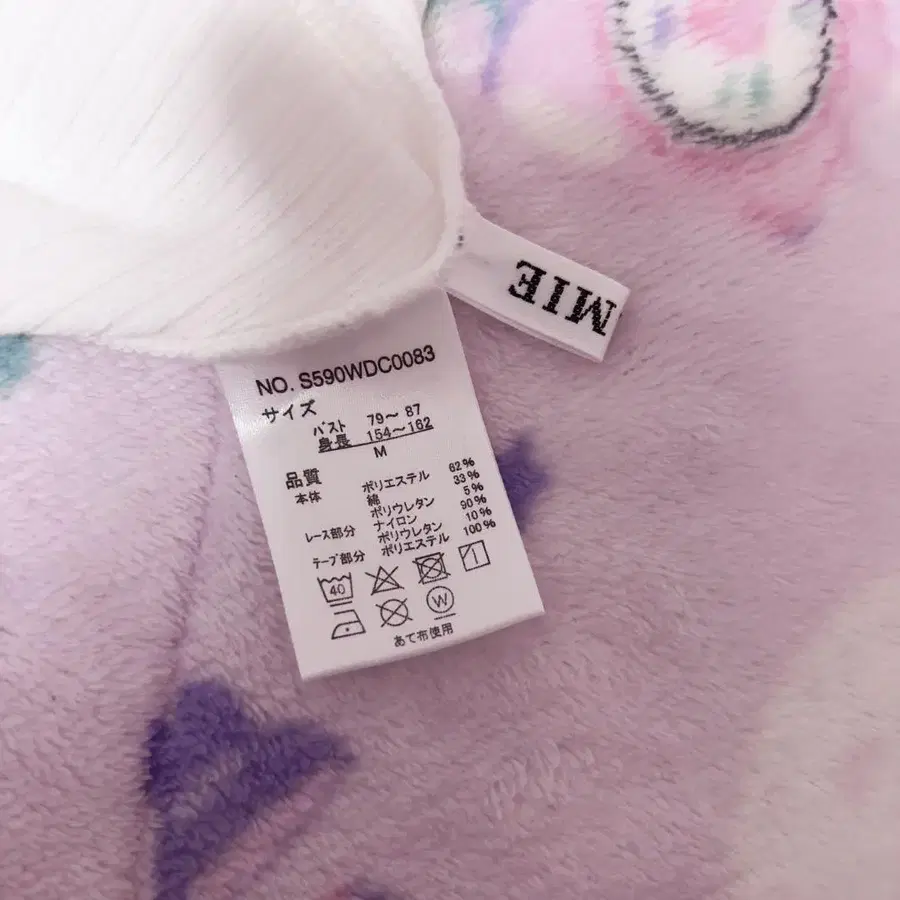 MIE
NO. S590WDC0083
サイズ
バスト 79～ 87
身長 154～162
M
品質
本体 ポリエステル 62%
綿 33%
ポリウレタン 5%
レース部分 ナイロン 90%
ポリウレタン 10%
テープ部分 ポリエステル 100%
40 1
W
あて布使用